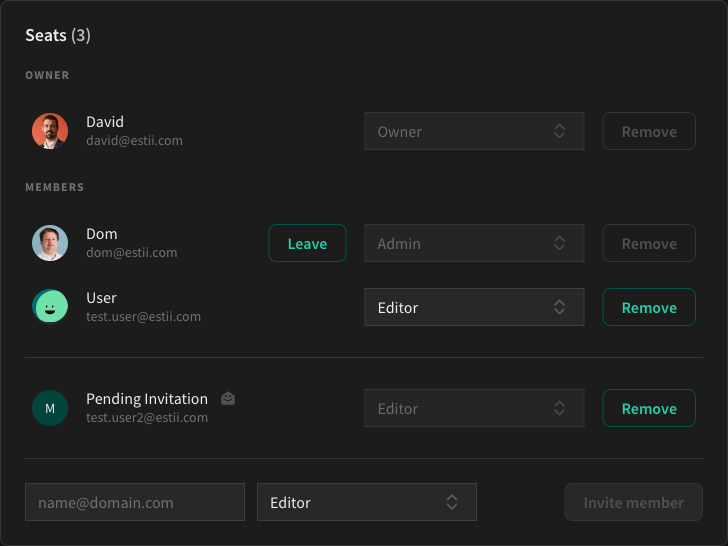 Seats (3)
OWNER
David
david@estii.com
Owner
Remove
MEMBERS
Dom
dom@estii.com
Leave
Admin
Remove
User
test.user@estii.com
Editor
Remove
M
Pending Invitation
test.user2@estii.com
Editor
Remove
name@domain.com
Editor
Invite member